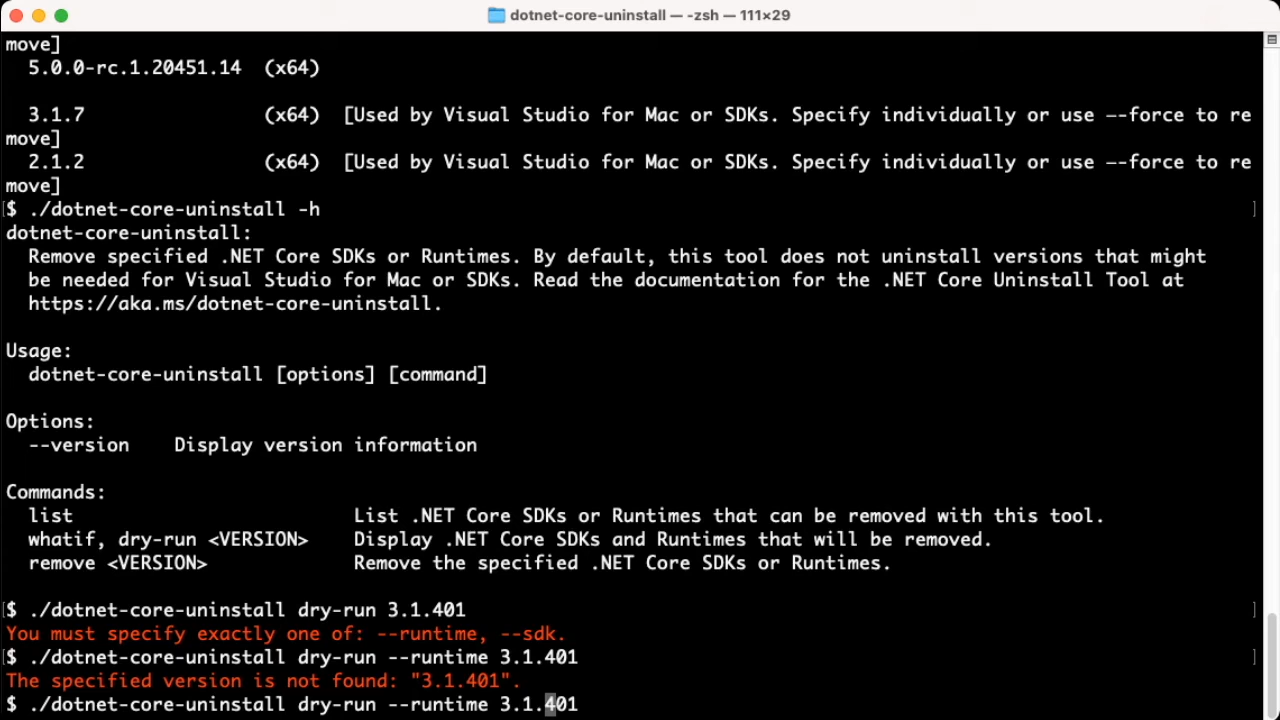 dotnet-core-uninstall — -zsh — 111×29
move]
5.0.0-rc.1.20451.14 (x64)
3.1.7 (x64) [Used by Visual Studio for Mac or SDKs. Specify individually or use —-force to re
move]
2.1.2 (x64) [Used by Visual Studio for Mac or SDKs. Specify individually or use —-force to re
move]
[$ ./dotnet-core-uninstall -h ]
dotnet-core-uninstall:
Remove specified .NET Core SDKs or Runtimes. By default, this tool does not uninstall versions that might
be needed for Visual Studio for Mac or SDKs. Read the documentation for the .NET Core Uninstall Tool at
https://aka.ms/dotnet-core-uninstall.
Usage:
dotnet-core-uninstall [options] [command]
Options:
--version Display version information
Commands:
list List .NET Core SDKs or Runtimes that can be removed with this tool.
whatif, dry-run <VERSION> Display .NET Core SDKs and Runtimes that will be removed.
remove <VERSION> Remove the specified .NET Core SDKs or Runtimes.
[$ ./dotnet-core-uninstall dry-run 3.1.401 ]
You must specify exactly one of: --runtime, --sdk.
[$ ./dotnet-core-uninstall dry-run --runtime 3.1.401 ]
The specified version is not found: "3.1.401".
$ ./dotnet-core-uninstall dry-run --runtime 3.1.401